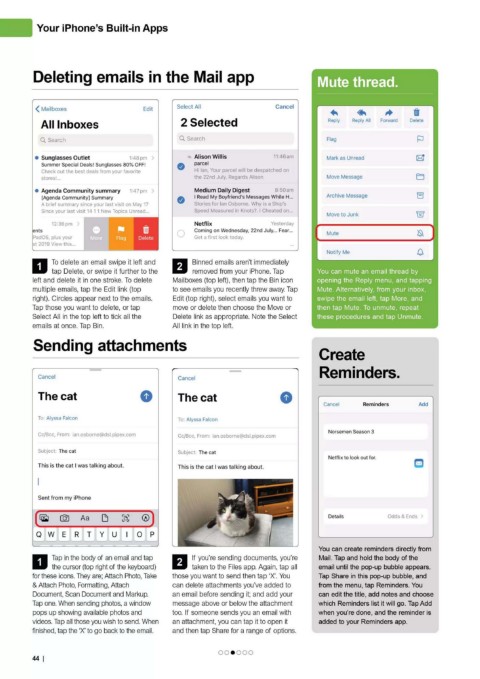 Your iPhone's Built-in Apps
Deleting emails in the Mail app
Mailboxes
Edit
All Inboxes
Search
Sunglasses Outlet 1:48pm
Summer Special Deals! Sunglasses 80% OFF!
Check out the best deals from your favorite
stores!...
Agenda Community summary 1:47pm
[Agenda Community] Summary
A brief summary since your last visit on May 17
Since your last visit 14 1 1 New Topics Unread...
12:26pm
ents
iPadOS, plus your
or 2019 View this...
More
Flag
Delete
Select All
Cancel
2 Selected
Search
Alison Willis 11:46am
parcel
Hi Ian, Your parcel will be despatched on
the 22nd July. Regards Alison
Medium Daily Digest 8:50am
I Read My Boyfriend's Messages While H...
Stories for Ian Osborne
Speed Measured in Knots?
Netflix Yesterday
Coming on Wednesday, 22nd July... Fear...
Get a first look today.
1
To delete an email swipe it left and
tap Delete, or swipe it further to the
left and delete it in one stroke. To delete
multiple emails, tap the Edit link (top
right). Circles appear next to the emails.
Tap those you want to delete, or tap
Select All in the top left to tick all the
emails at once. Tap Bin.
2
Binned emails aren't immediately
removed from your iPhone. Tap
Mailboxes (top left), then tap the Bin icon
to see emails you recently threw away. Tap
Edit (top right), select emails you want to
move or delete then choose the Move or
Delete link as appropriate. Note the Select
All link in the top left.
Mute thread.
Reply
Reply All
Forward
Delete
Flag
Mark as Unread
Move Message
Archive Message
Move to Junk
Mute
Notify Me
You can mute an email thread by
opening the Reply menu, and tapping
Mute. Alternatively, from your inbox,
swipe the email left, tap More, and
then tap Mute. To unmute, repeat
these procedures and tap Unmute.
Sending attachments
Cancel
The cat
To: Alyssa Falcon
Cc/Bcc, From: ian.osborne@dsl.pipex.com
Subject: The cat
This is the cat I was talking about.
Sent from my iPhone
Aa
Q W E R T Y U I O P
Cancel
The cat
To: Alyssa Falcon
Cc/Bcc, From: ian.osborne@dsl.pipex.com
Subject: The cat
This is the cat I was talking about.
1
Tap in the body of an email and tap
the cursor (top right of the keyboard)
for these icons. They are; Attach Photo, Take
& Attach Photo, Formatting, Attach
Document, Scan Document and Markup.
Tap one. When sending photos, a window
pops up showing available photos and
videos. Tap all those you wish to send. When
finished, tap the 'X' to go back to the email.
2
If you're sending documents, you're
taken to the Files app. Again, tap all
those you want to send then tap 'X'. You
can delete attachments you've added to
an email before sending it; and add your
message above or below the attachment
too. If someone sends you an email with
an attachment, you can tap it to open it
and then tap Share for a range of options.
Create
Reminders.
Cancel
Reminders
Add
Norsemen Season 3
Netflix to look out for.
Details
Odds & Ends
You can create reminders directly from
Mail. Tap and hold the body of the
email until the pop-up bubble appears.
Tap Share in this pop-up bubble, and
from the menu, tap Reminders. You
can edit the title, add notes and choose
which Reminders list it will go. Tap Add
when you're done, and the reminder is
added to your Reminders app.
44 |